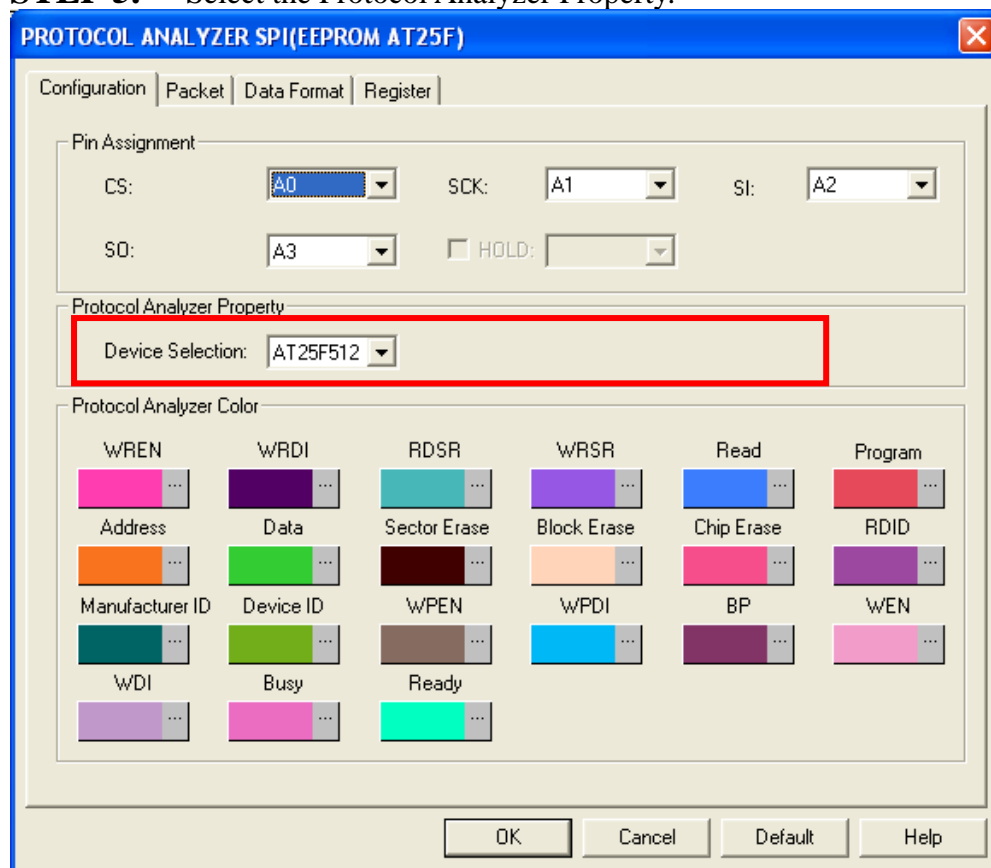 STEP 3. Select the Protocol Analyzer Property.
PROTOCOL ANALYZER SPI(EEPROM AT25F)
Configuration Packet Data Format Register
Pin Assignment
CS: A0 SCK: A1 SI: A2
SO: A3 HOLD:
Protocol Analyzer Property
Device Selection: AT25F512
Protocol Analyzer Color
WREN WRDI RDSR WRSR Read Program
... ... ... ... ... ...
Address Data Sector Erase Block Erase Chip Erase RDID
... ... ... ... ... ...
Manufacturer ID Device ID WPEN WPDI BP WEN
... ... ... ... ... ...
WDI Busy Ready
... ... ...
OK Cancel Default Help